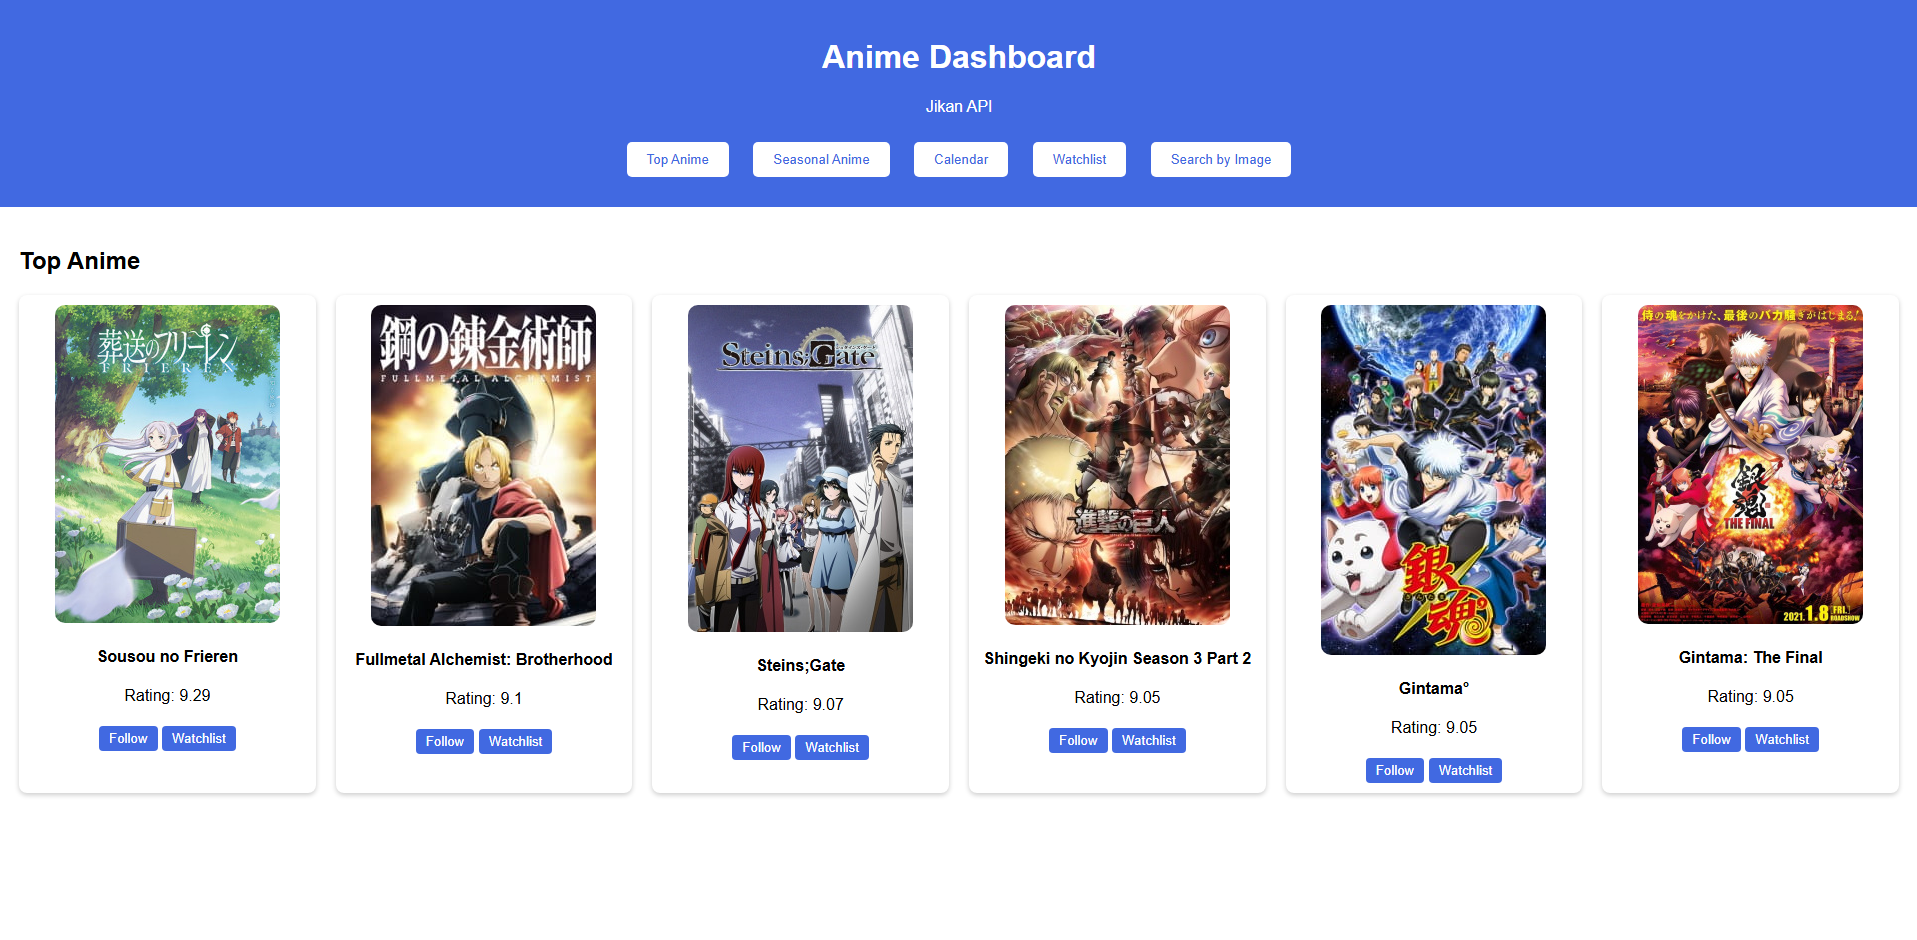 Anime Dashboard
Jikan API
Top Anime
Seasonal Anime
Calendar
Watchlist
Search by Image
Top Anime
葬送のフリーレン
FRIEREN
Sousou no Frieren
Rating: 9.29
Follow
Watchlist
鋼の錬金術師
FULLMETAL ALCHEMIST
Fullmetal Alchemist: Brotherhood
Rating: 9.1
Follow
Watchlist
Steins;Gate
Steins;Gate
Rating: 9.07
Follow
Watchlist
進撃の巨人
Shingeki no Kyojin Season 3 Part 2
Rating: 9.05
Follow
Watchlist
銀魂°
Gintama°
Rating: 9.05
Follow
Watchlist
侍の魂をかけた、最後のバカ騒ぎがはじまる!
銀魂
THE FINAL
2021.1.8 [FRI.]
ROADSHOW
Gintama: The Final
Rating: 9.05
Follow
Watchlist